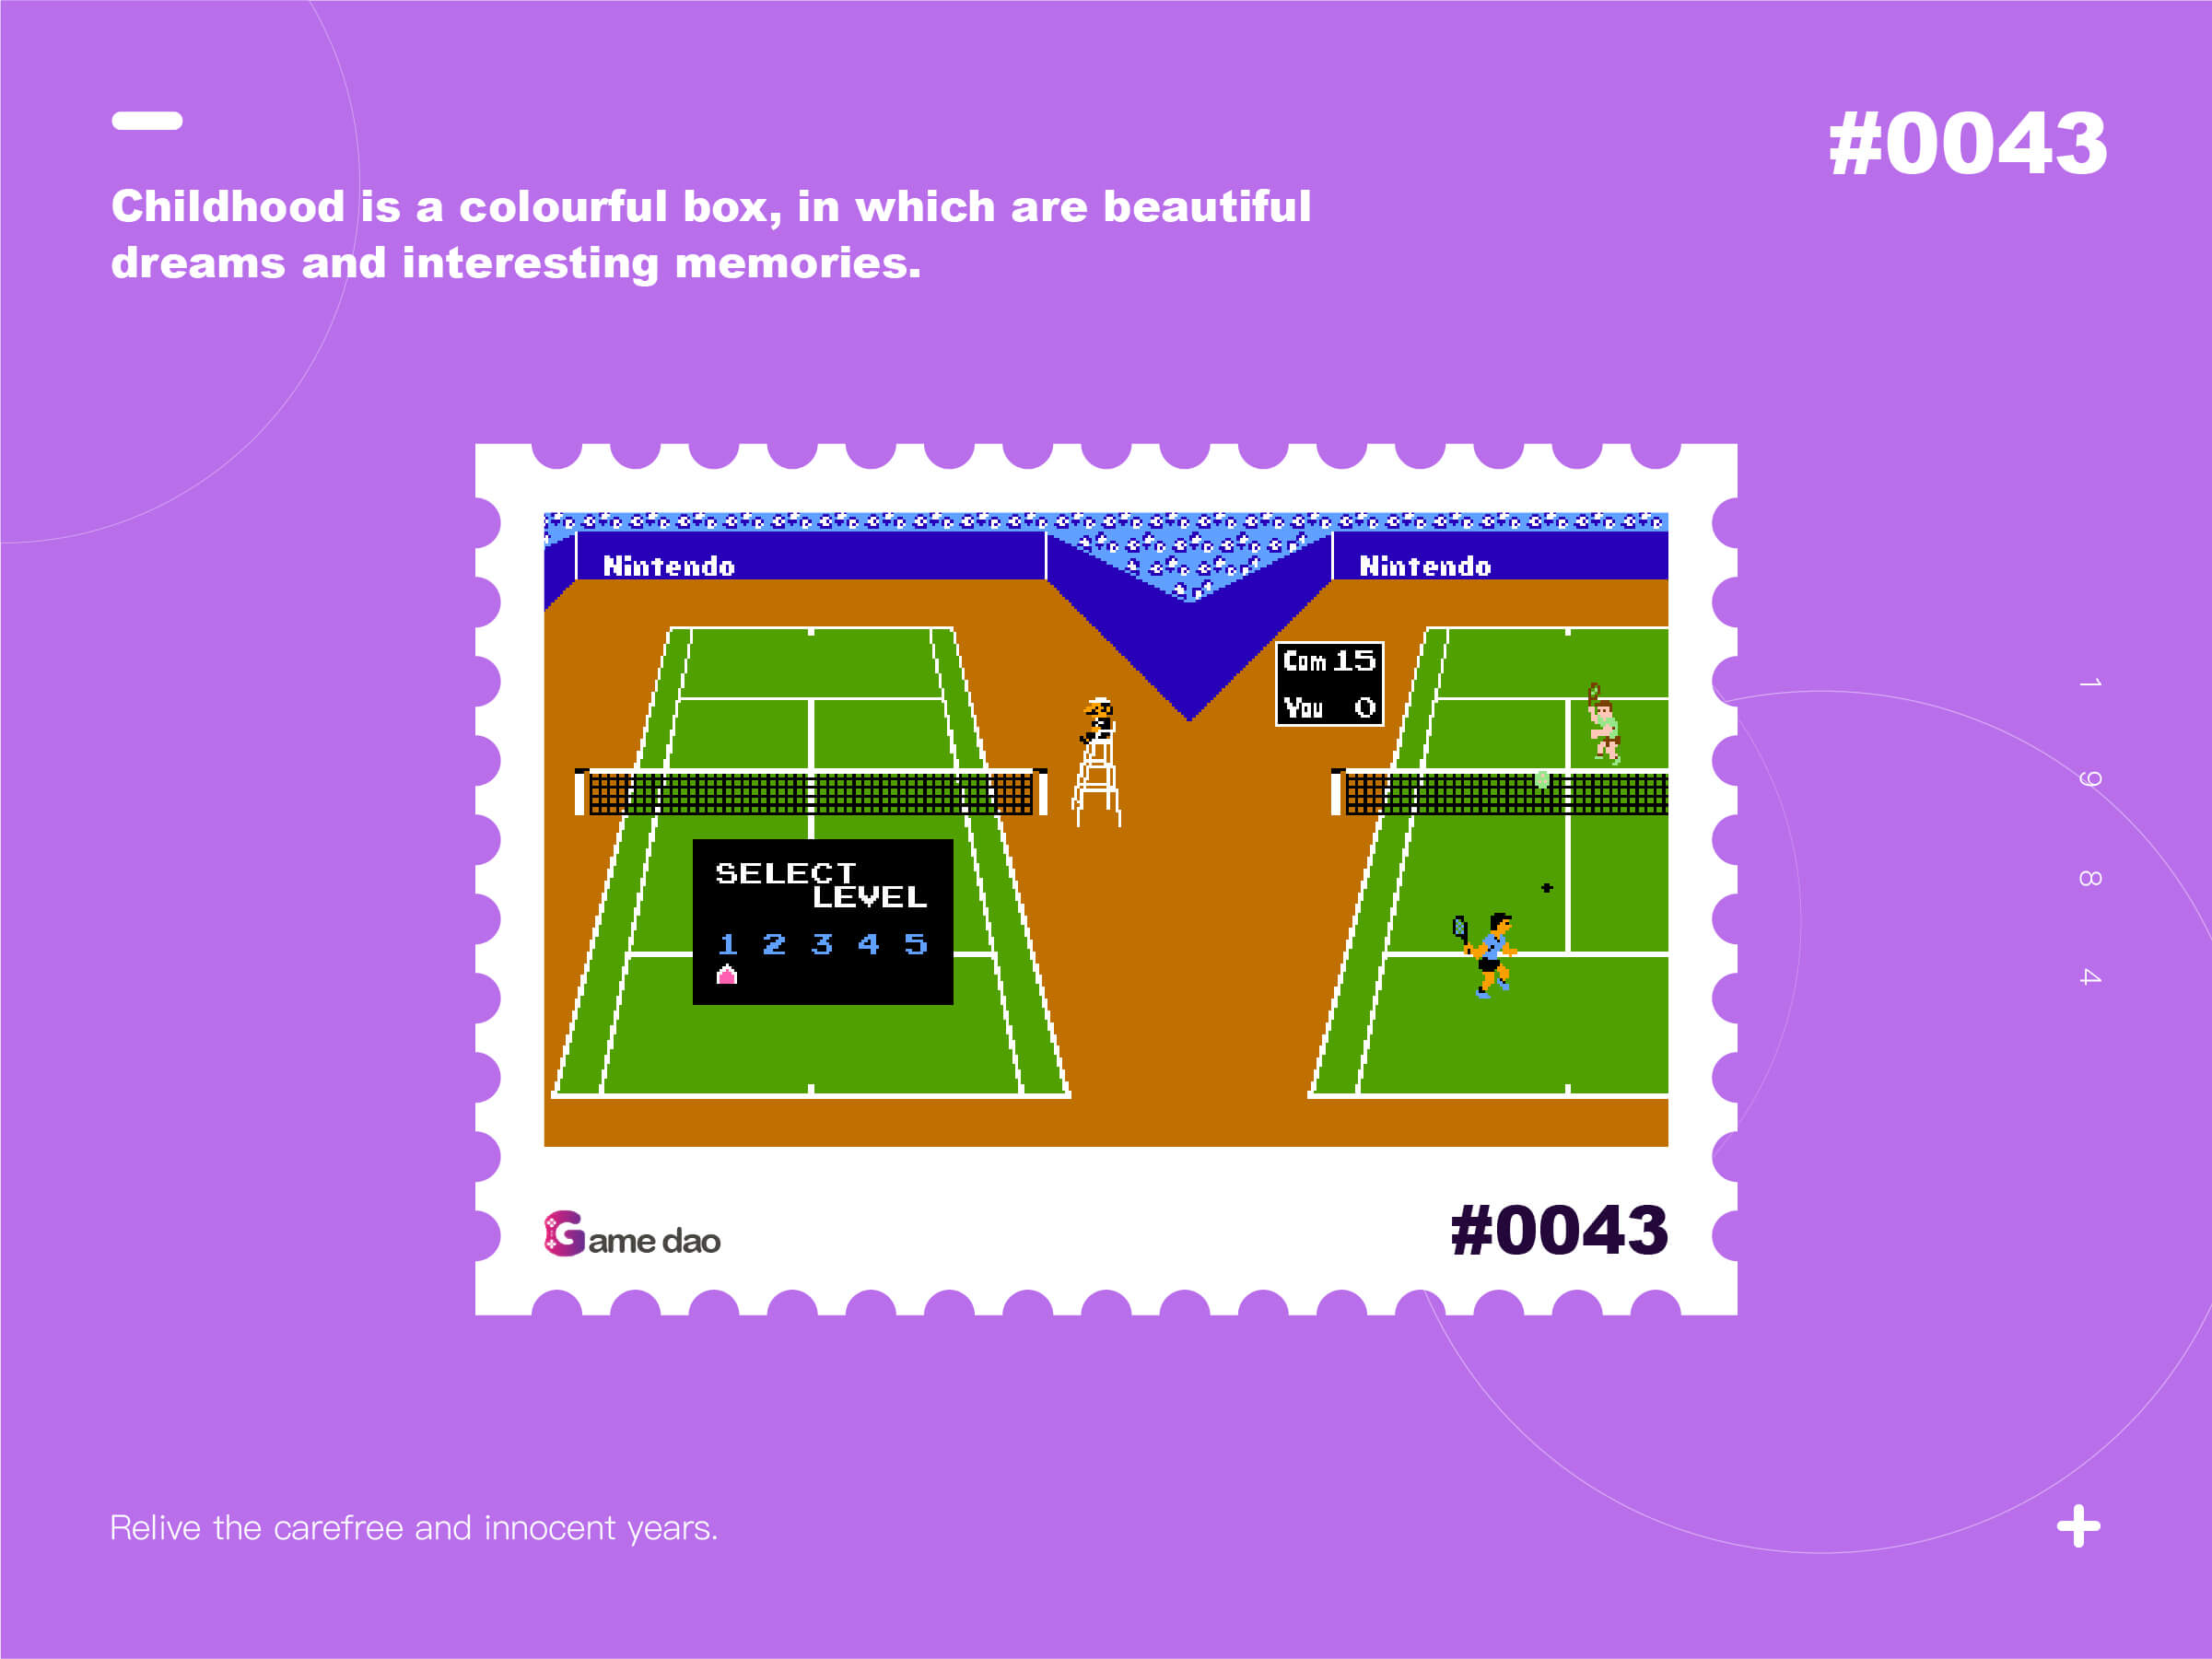 #0043
Childhood is a colourful box, in which are beautiful
dreams and interesting memories.
Nintendo
Nintendo
Com 15
You 0
SELECT
LEVEL
1 2 3 4 5
1 9 8 4
Game dao
#0043
Relive the carefree and innocent years.